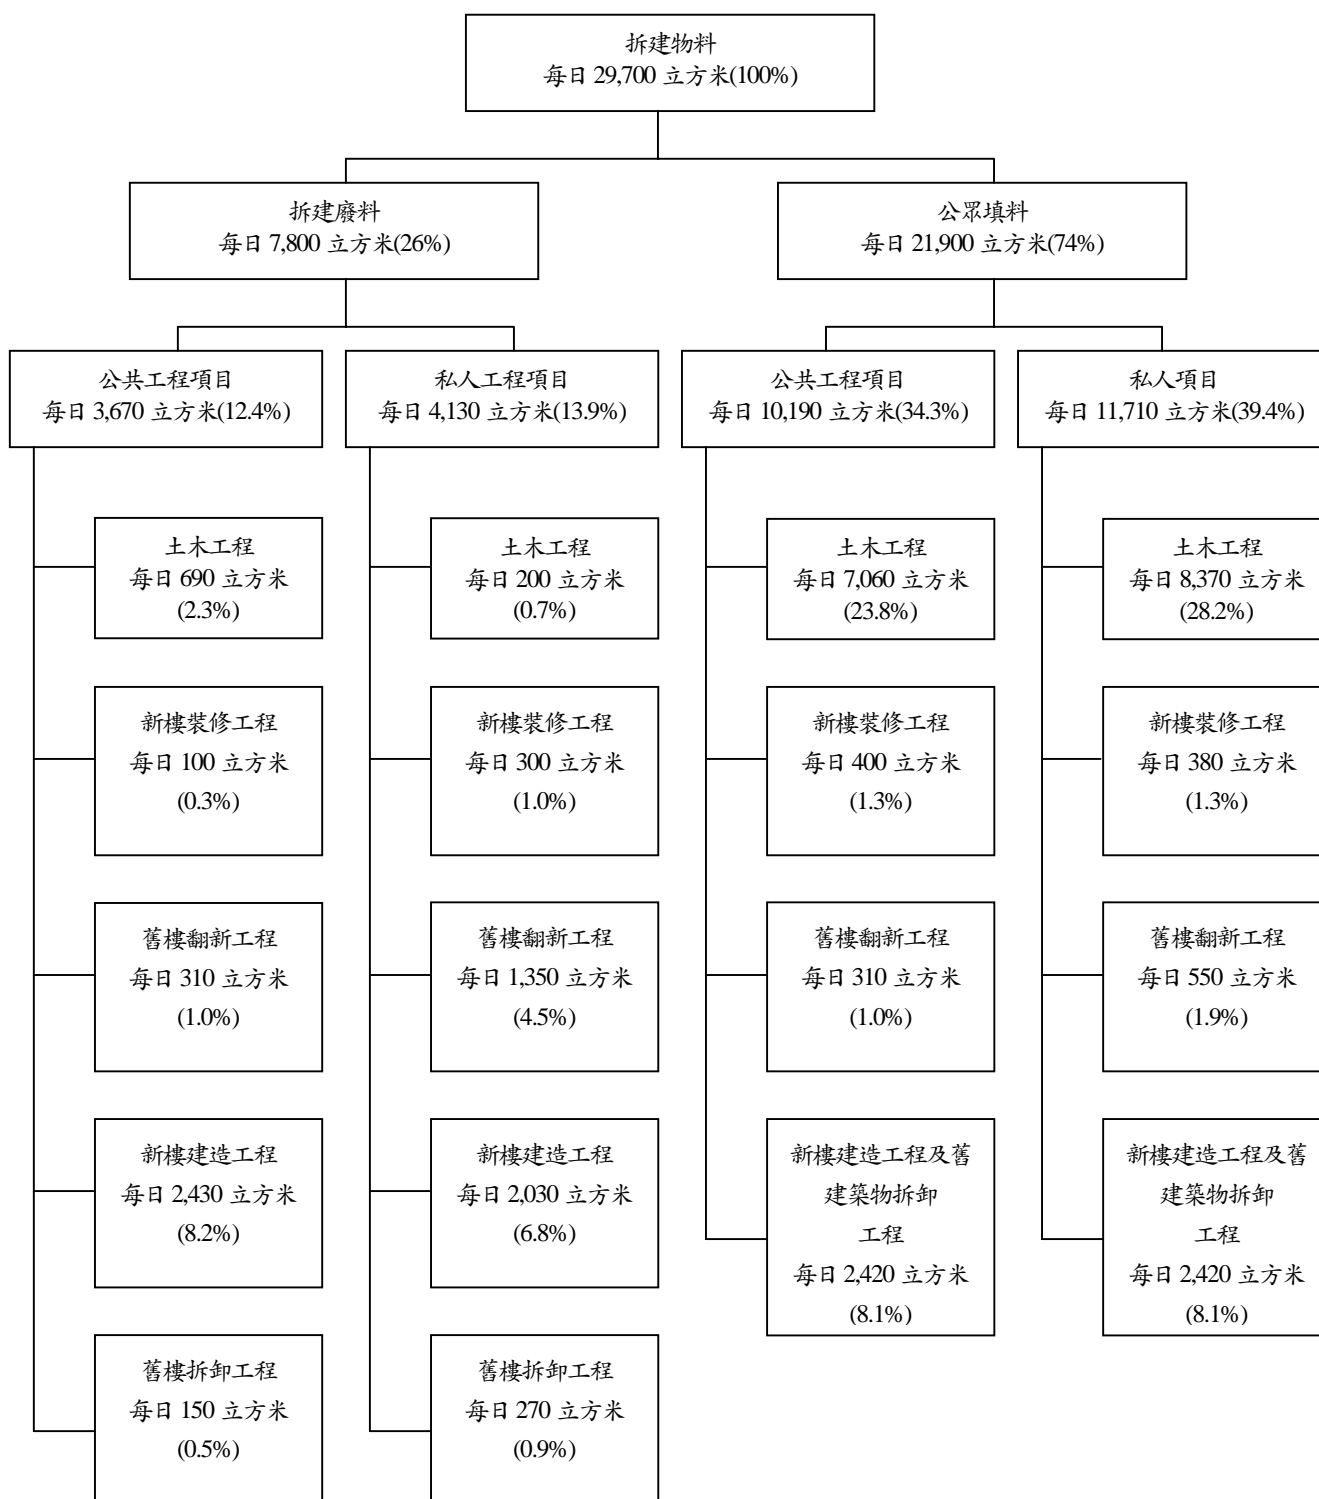 拆建物料
每日 29,700 立方米(100%)
拆建廢料
每日 7,800 立方米(26%)
公眾填料
每日 21,900 立方米(74%)
公共工程項目
每日 3,670 立方米(12.4%)
私人工程項目
每日 4,130 立方米(13.9%)
公共工程項目
每日 10,190 立方米(34.3%)
私人項目
每日 11,710 立方米(39.4%)
土木工程
每日 690 立方米
(2.3%)
土木工程
每日 200 立方米
(0.7%)
土木工程
每日 7,060 立方米
(23.8%)
土木工程
每日 8,370 立方米
(28.2%)
新樓裝修工程
每日 100 立方米
(0.3%)
新樓裝修工程
每日 300 立方米
(1.0%)
新樓裝修工程
每日 400 立方米
(1.3%)
新樓裝修工程
每日 380 立方米
(1.3%)
舊樓翻新工程
每日 310 立方米
(1.0%)
舊樓翻新工程
每日 1,350 立方米
(4.5%)
舊樓翻新工程
每日 310 立方米
(1.0%)
舊樓翻新工程
每日 550 立方米
(1.9%)
新樓建造工程
每日 2,430 立方米
(8.2%)
新樓建造工程
每日 2,030 立方米
(6.8%)
新樓建造工程及舊
建築物拆卸
工程
每日 2,420 立方米
(8.1%)
新樓建造工程及舊
建築物拆卸
工程
每日 2,420 立方米
(8.1%)
舊樓拆卸工程
每日 150 立方米
(0.5%)
舊樓拆卸工程
每日 270 立方米
(0.9%)